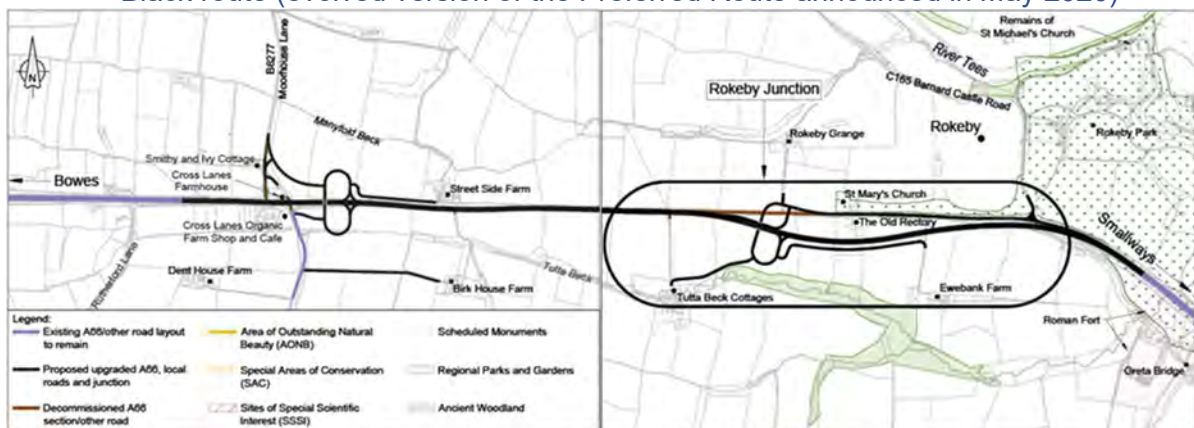 Black route (evolved version of the Preferred Route announced in May 2020)
N
B6277
Moorhouse Lane
Manyfold Beck
Smithy and Ivy Cottage
Cross Lanes
Farmhouse
Bowes
Street Side Farm
Cross Lanes Organic
Farm Shop and Cafe
Rutherford Lane
Dent House Farm
Birk House Farm
Tutta Beck
Remains of
St Michael's Church
River Tees
C165 Barnard Castle Road
Rokeby Junction
Rokeby Grange
Rokeby
Rokeby Park
St Mary's Church
The Old Rectory
Smallways
Tutta Beck Cottages
Ewebank Farm
Roman Fort
Greta Bridge
Legend:
Existing A66/other road layout
to remain
Proposed upgraded A66, local
roads and junction
Decommissioned A66
section/other road
Area of Outstanding Natural
Beauty (AONB)
Special Areas of Conservation
(SAC)
Sites of Special Scientific
Interest (SSSI)
Scheduled Monuments
Regional Parks and Gardens
Ancient Woodland